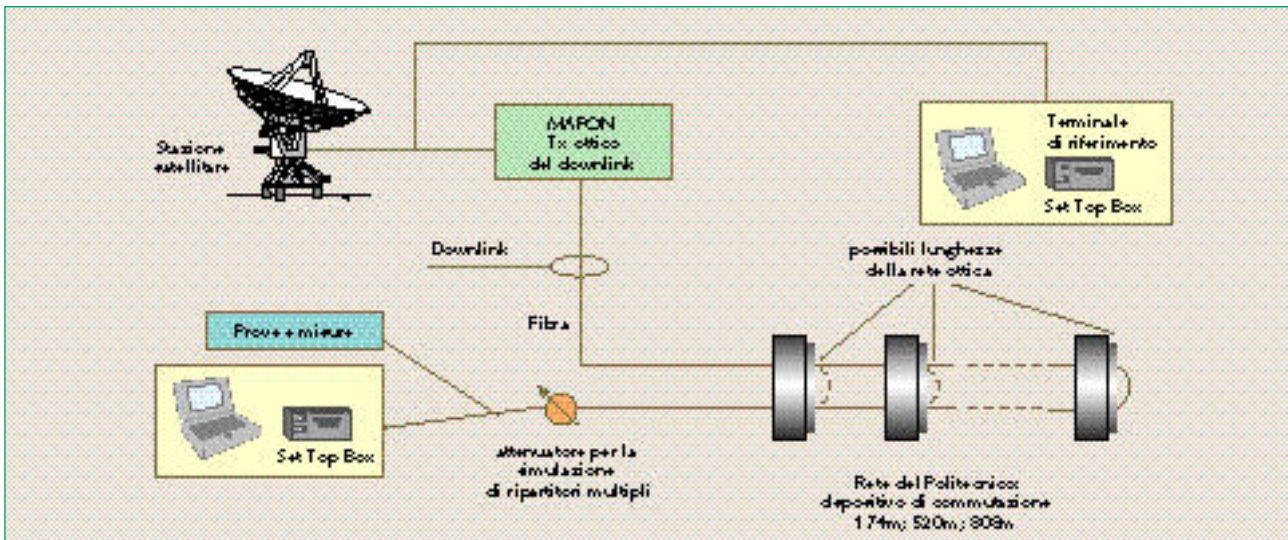 Stazione
satellitare
MAPON
Tx ottico
del downlink
Terminale
di riferimento
Set Top Box
Downlink
possibili lunghezze
della rete ottica
Fibra
Prove e misure
Set Top Box
attenuatore per la
simulazione
di ripartitori multipli
Rete del Politecnico:
dispositivo di commutazione
174m; 520m; 808m